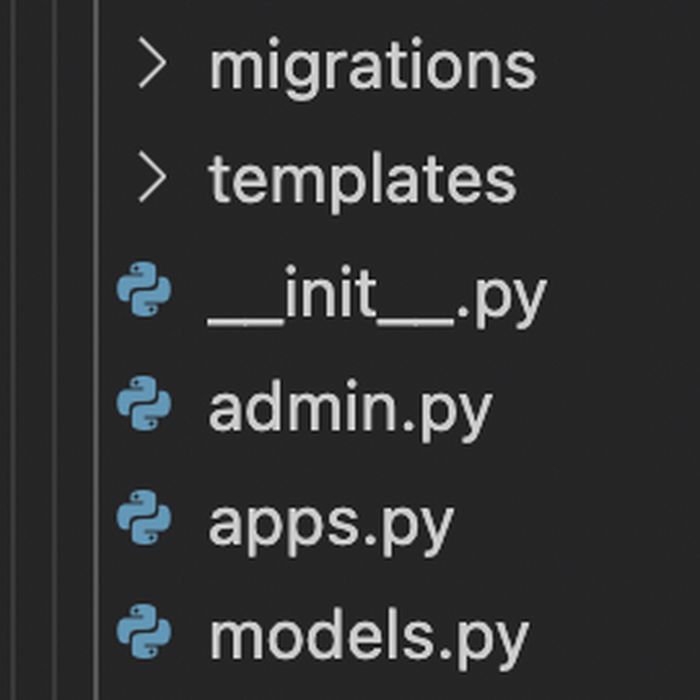 migrations
templates
__init__.py
admin.py
apps.py
models.py